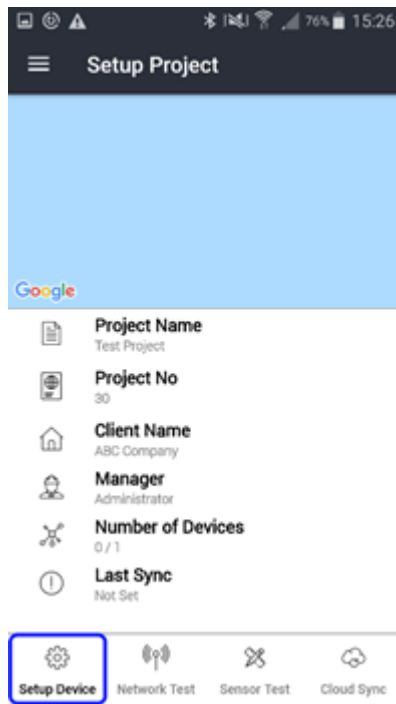 76% 15:26
Setup Project
Google
Project Name
Test Project
Project No
30
Client Name
ABC Company
Manager
Administrator
Number of Devices
0 / 1
Last Sync
Not Set
Setup Device Network Test Sensor Test Cloud Sync